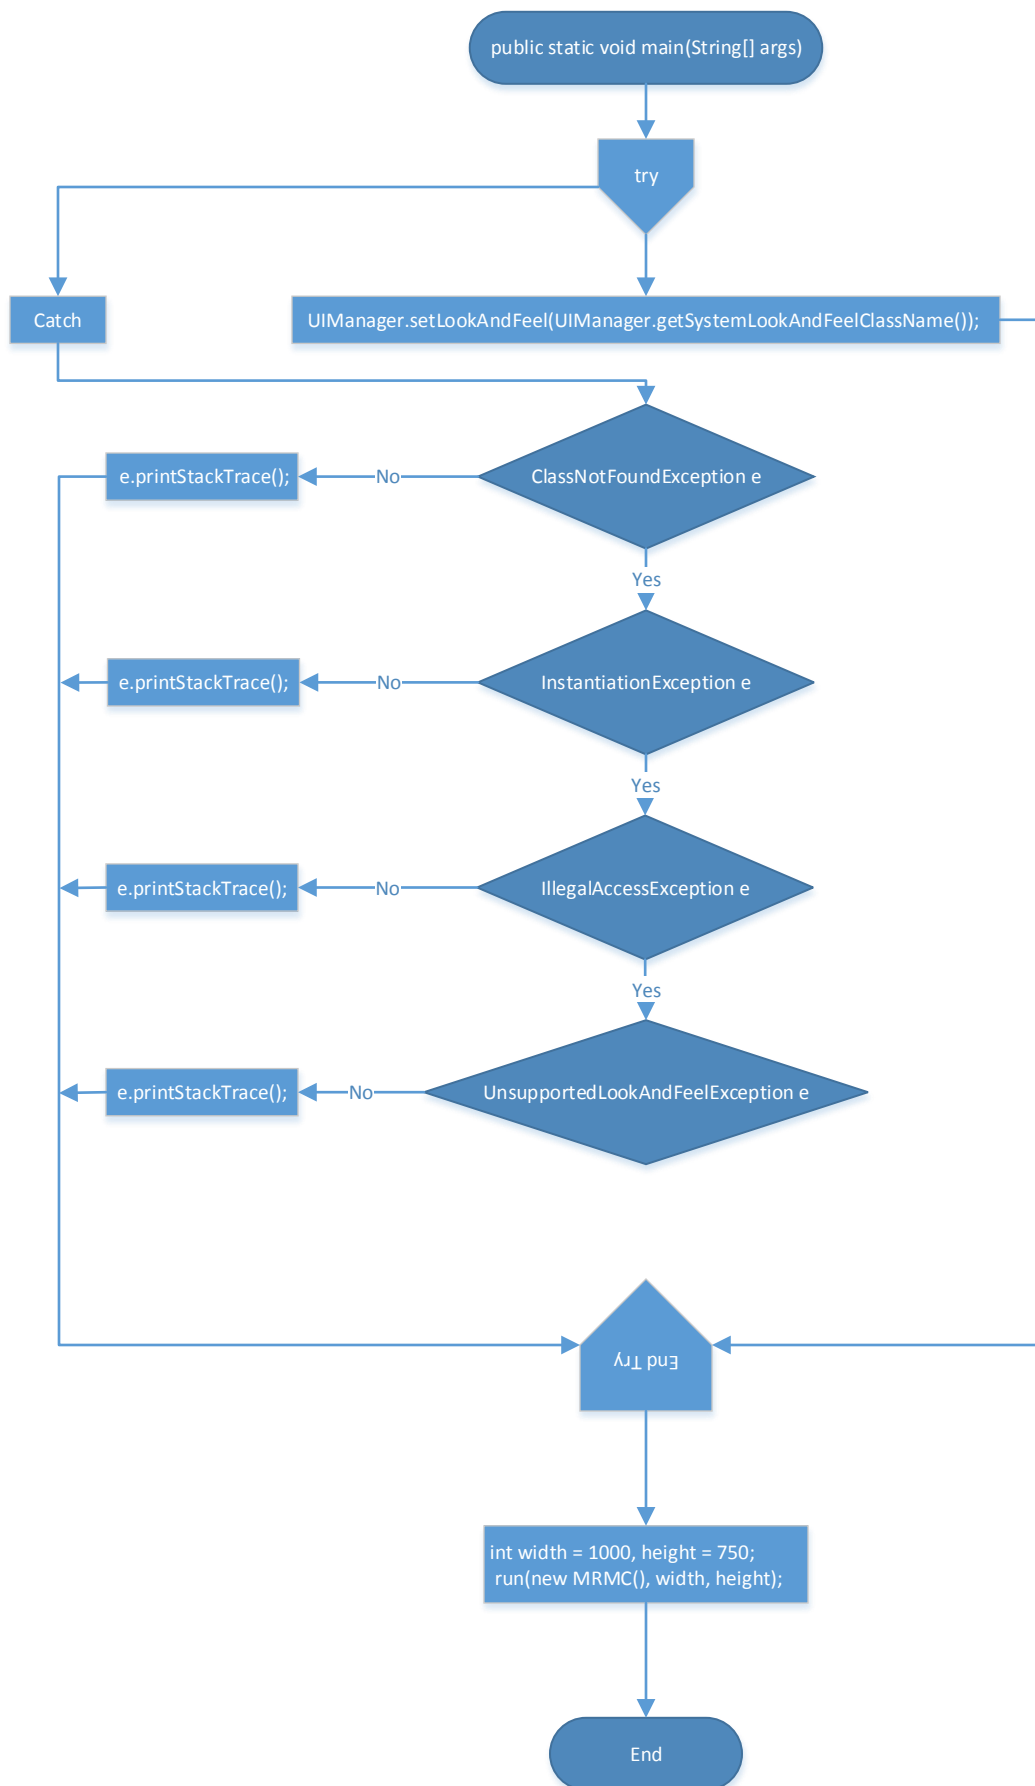 public static void main(String[] args)
try
Catch
UIManager.setLookAndFeel(UIManager.getSystemLookAndFeelClassName());
e.printStackTrace();
No
ClassNotFoundException e
Yes
e.printStackTrace();
No
InstantiationException e
Yes
e.printStackTrace();
No
IllegalAccessException e
Yes
e.printStackTrace();
No
UnsupportedLookAndFeelException e
End Try
int width = 1000, height = 750;
run(new MRMC(), width, height);
End